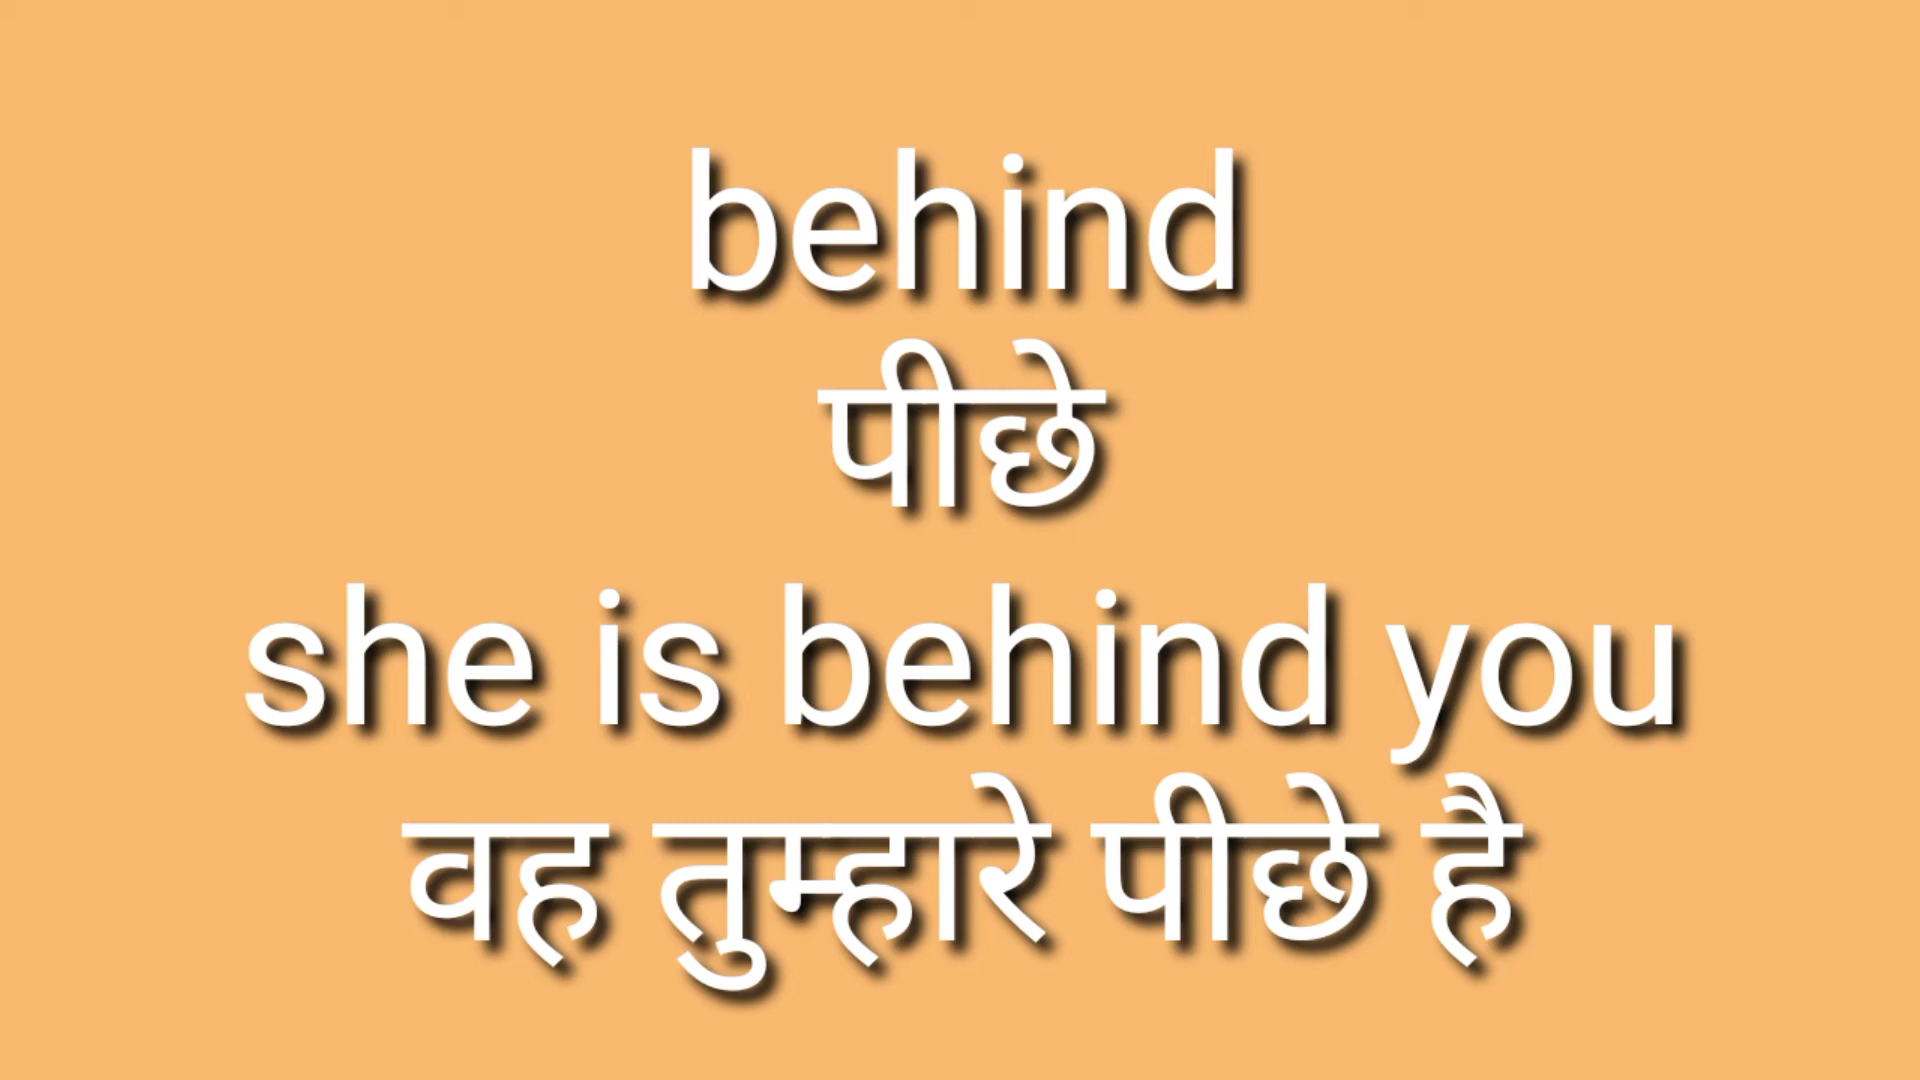 behind
पीछे
she is behind you
वह तुम्हारे पीछे है